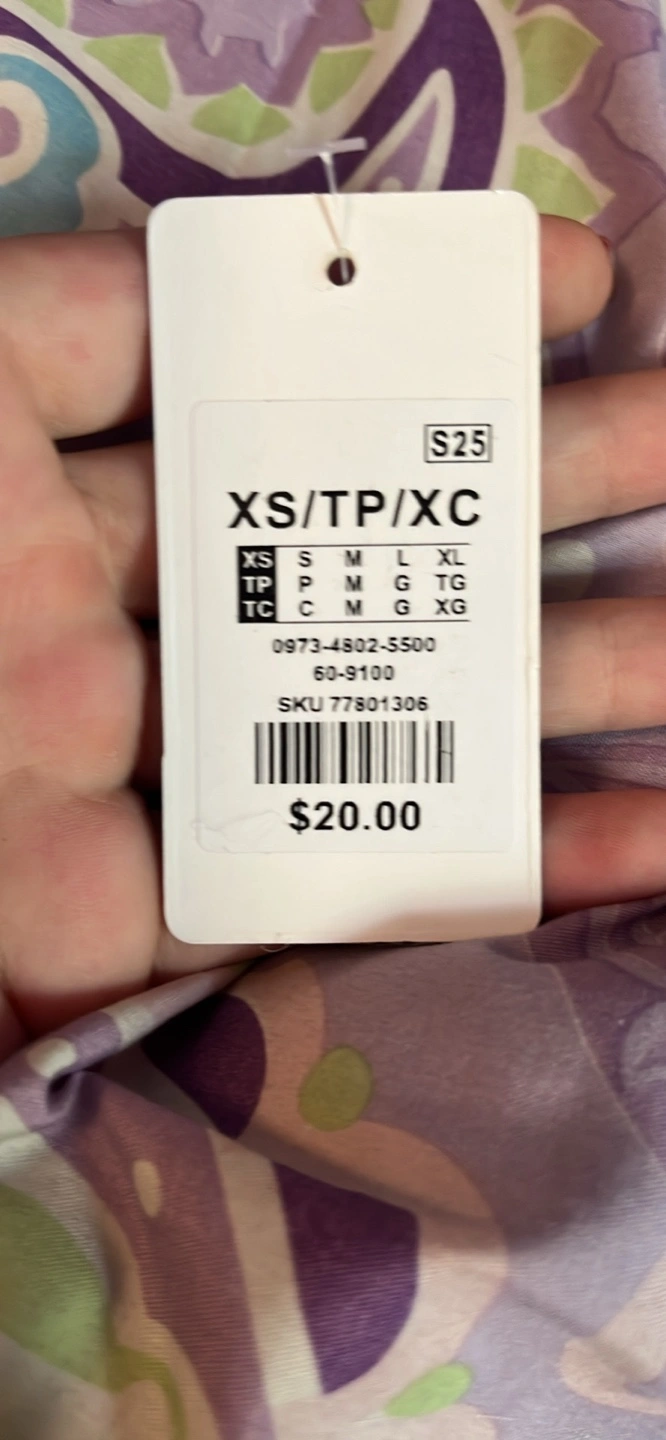 S25
XS/TP/XC
XS S M L XL
TP P M G TG
TC C M G XG
0973-4802-5500
60-9100
SKU 77801306
$20.00